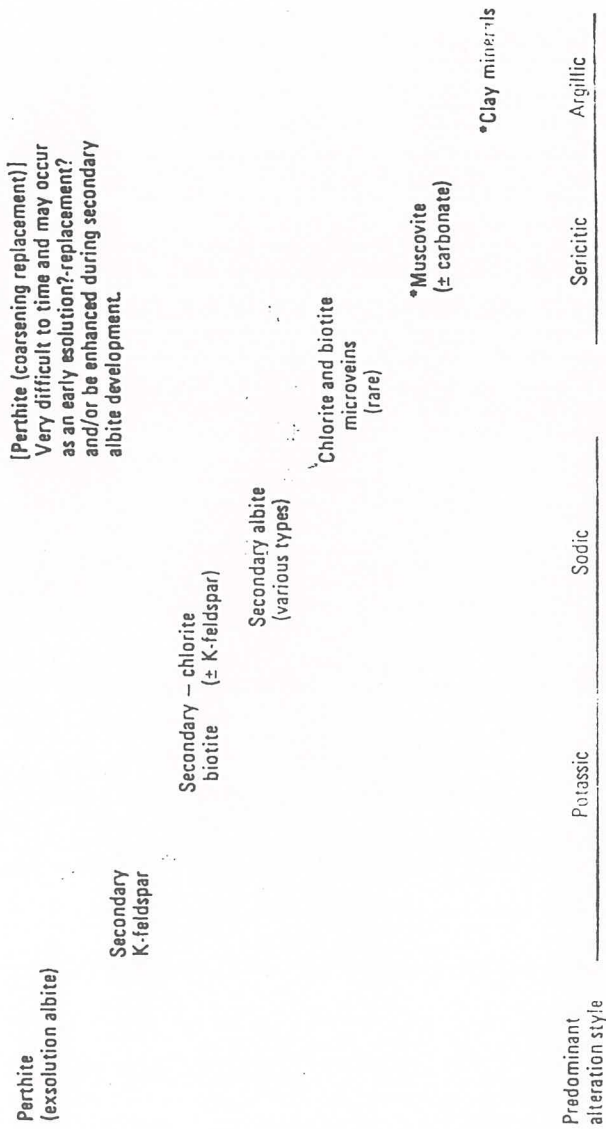 Perthite
(exsolution albite)
Secondary
K-feldspar
Secondary – chlorite
biotite (± K-feldspar)
Secondary albite
(various types)
[Perthite (coarsening replacement)]
Very difficult to time and may occur
as an early esolution?-replacement?
and/or be enhanced during secondary
albite development.
Chlorite and biotite
microveins
(rare)
*Muscovite
(± carbonate)
*Clay minerals
Predominant
alteration style
Potassic
Sodic
Sericitic
Argillic